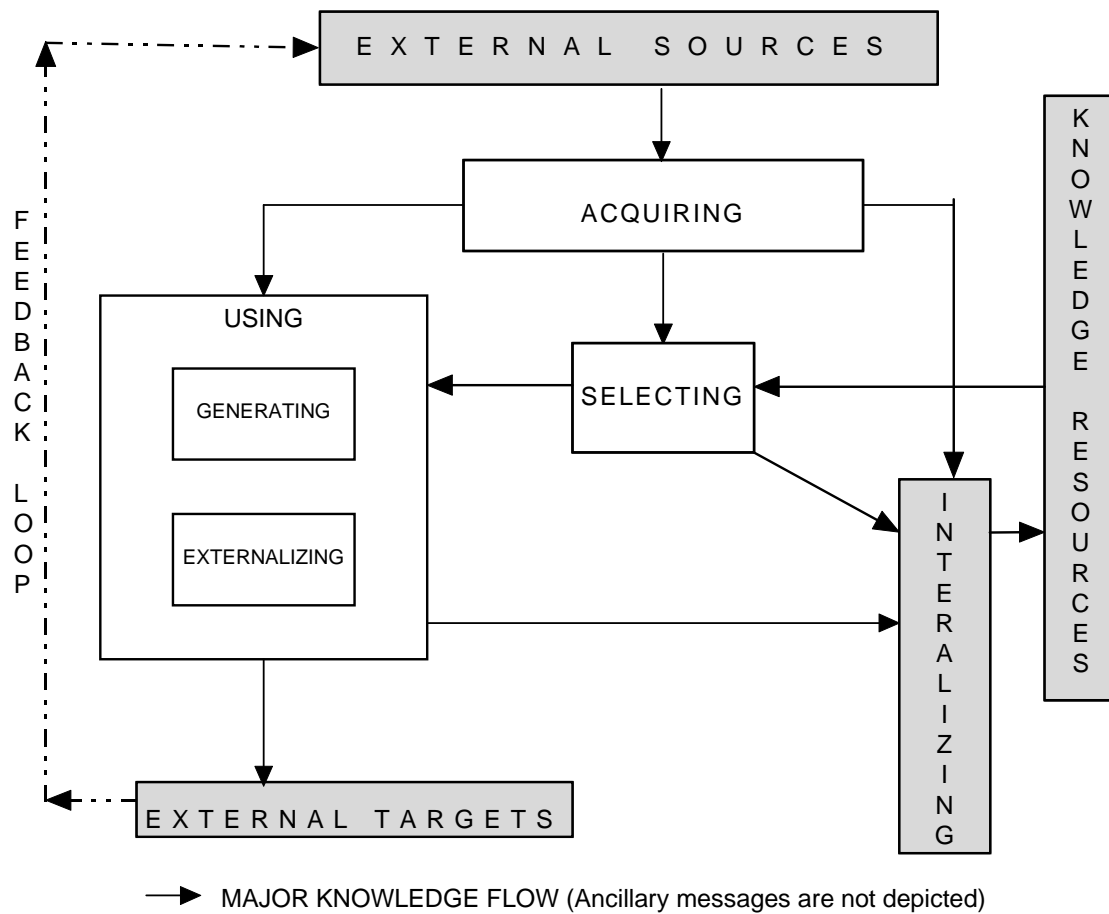 EXTERNAL SOURCES
KNOWLEDGE RESOURCES
ACQUIRING
FEEDBACK LOOP
USING
GENERATING
SELECTING
EXTERNALIZING
INTERALIZING
EXTERNAL TARGETS
MAJOR KNOWLEDGE FLOW (Ancillary messages are not depicted)